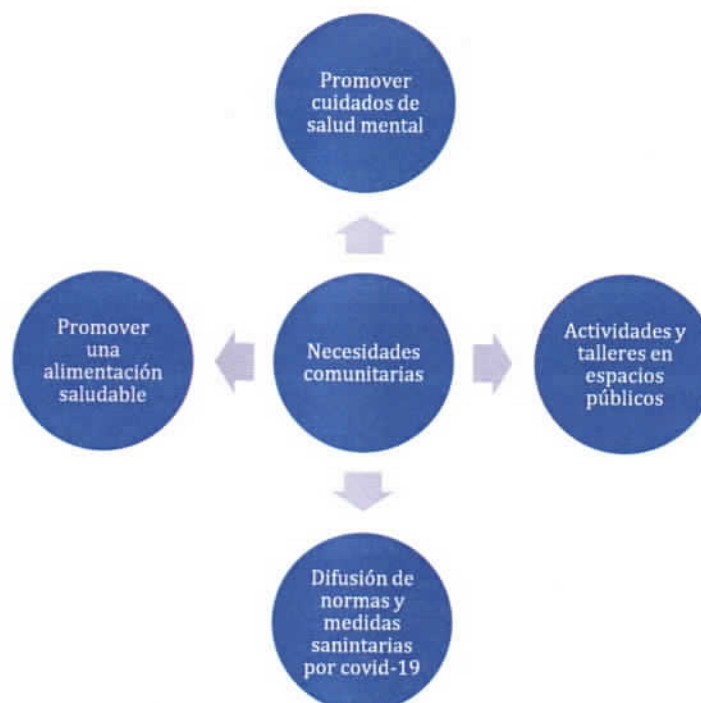 Promover
cuidados de
salud mental
Promover
una
alimentación
saludable
Necesidades
comunitarias
Actividades y
talleres en
espacios
públicos
Difusión de
normas y
medidas
sanintarias
por covid-19